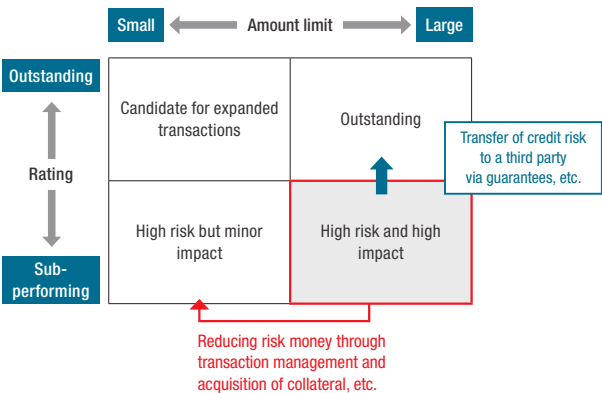 Small
Amount limit
Large
Outstanding
Rating
Sub-
performing
Candidate for expanded
transactions
Outstanding
Transfer of credit risk
to a third party
via guarantees, etc.
High risk but minor
impact
High risk and high
impact
Reducing risk money through
transaction management and
acquisition of collateral, etc.